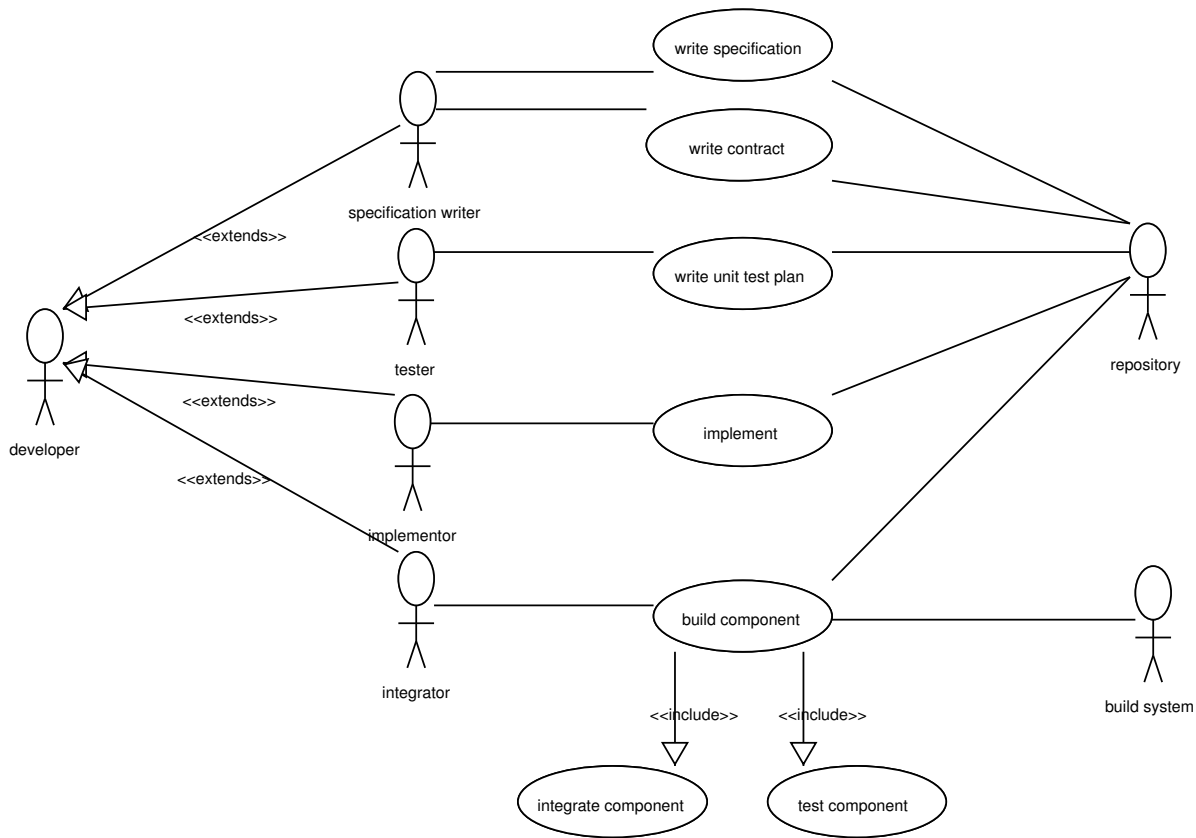 write specification
write contract
specification writer
<<extends>>
write unit test plan
<<extends>>
tester
repository
<<extends>>
implement
developer
<<extends>>
implementor
build component
integrator
build system
<<include>>
<<include>>
integrate component
test component